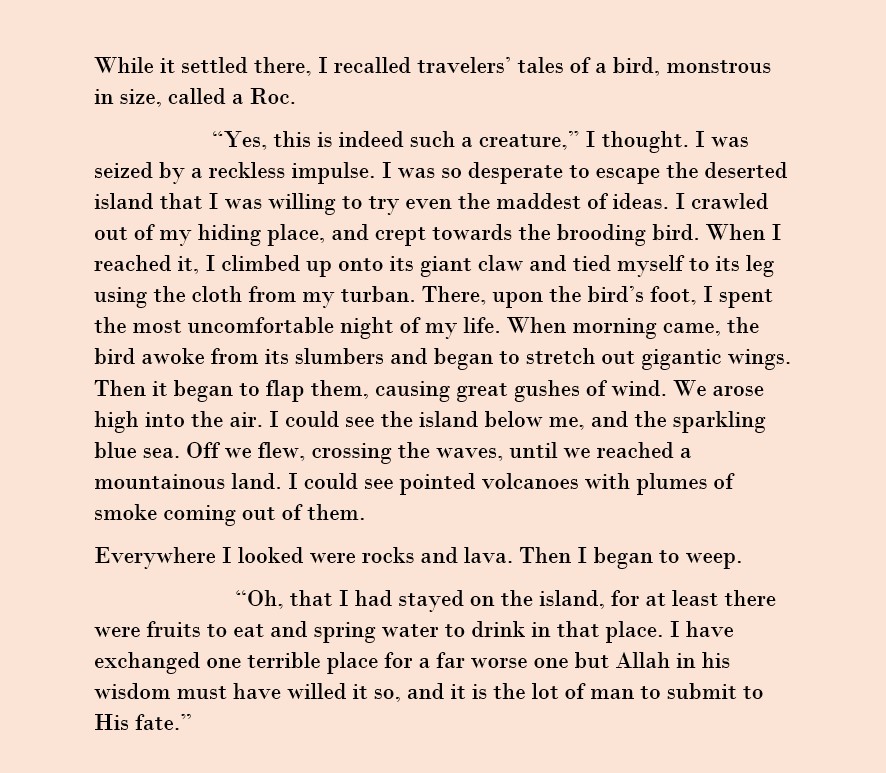 While it settled there, I recalled travelers’ tales of a bird, monstrous
in size, called a Roc.
“Yes, this is indeed such a creature,” I thought. I was
seized by a reckless impulse. I was so desperate to escape the deserted
island that I was willing to try even the maddest of ideas. I crawled
out of my hiding place, and crept towards the brooding bird. When I
reached it, I climbed up onto its giant claw and tied myself to its leg
using the cloth from my turban. There, upon the bird’s foot, I spent
the most uncomfortable night of my life. When morning came, the
bird awoke from its slumbers and began to stretch out gigantic wings.
Then it began to flap them, causing great gushes of wind. We arose
high into the air. I could see the island below me, and the sparkling
blue sea. Off we flew, crossing the waves, until we reached a
mountainous land. I could see pointed volcanoes with plumes of
smoke coming out of them.
Everywhere I looked were rocks and lava. Then I began to weep.
“Oh, that I had stayed on the island, for at least there
were fruits to eat and spring water to drink in that place. I have
exchanged one terrible place for a far worse one but Allah in his
wisdom must have willed it so, and it is the lot of man to submit to
His fate.”